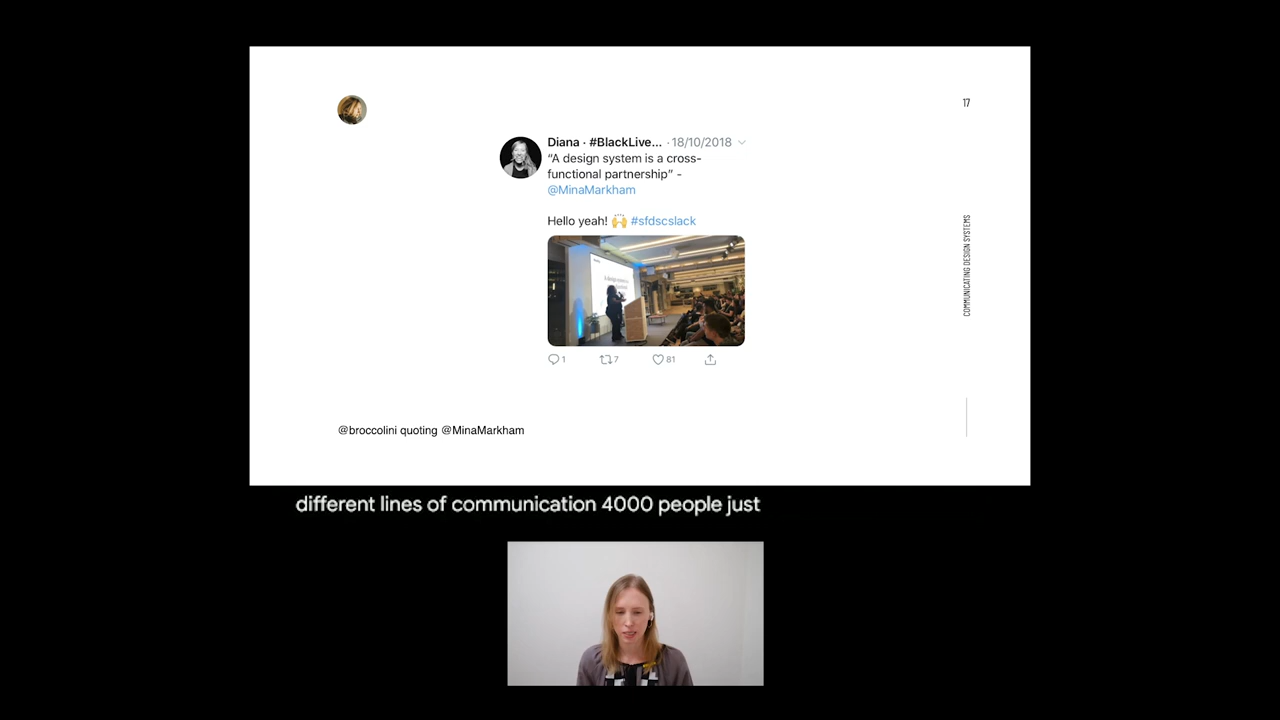 17
Diana · #BlackLive... · 18/10/2018
“A design system is a cross-
functional partnership” -
@MinaMarkham
Hello yeah! 🙌 #sfdscslack
1 7 81
COMMUNICATING DESIGN SYSTEMS
@broccolini quoting @MinaMarkham
different lines of communication 4000 people just